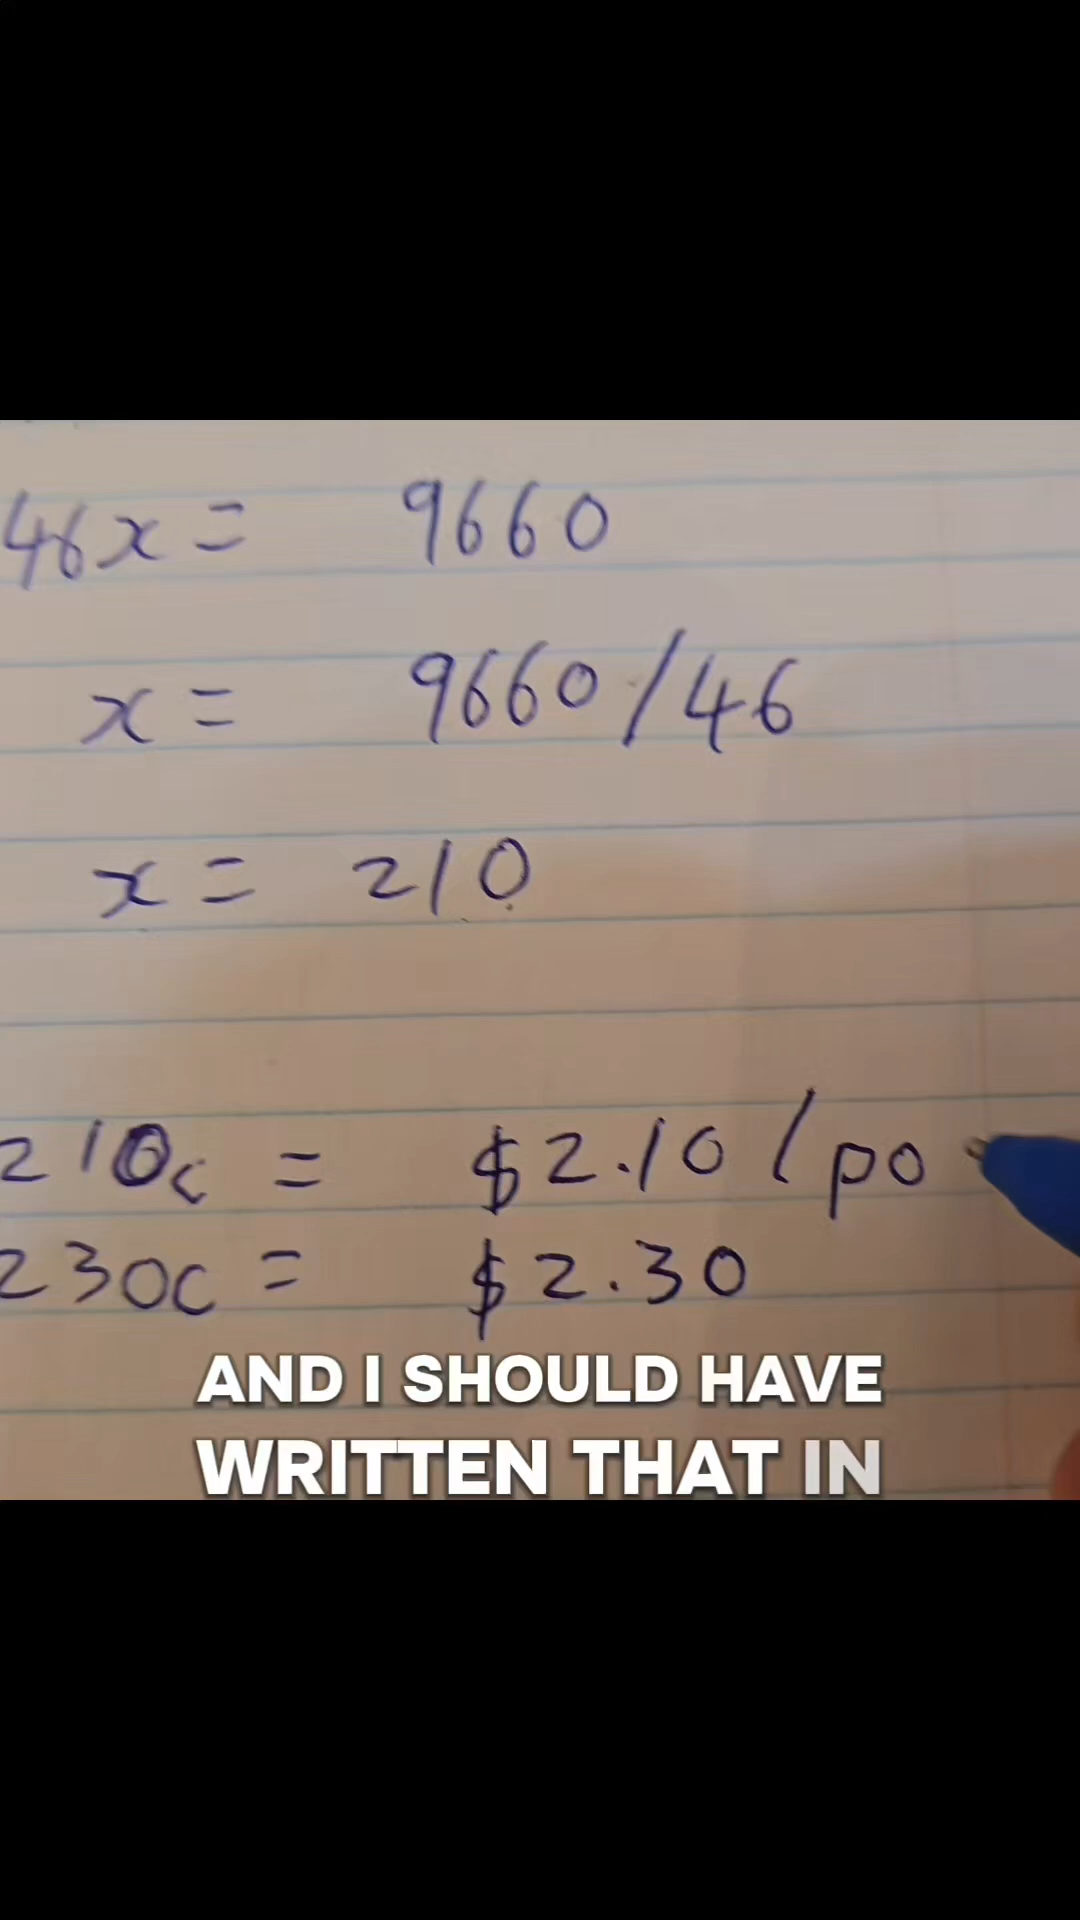 46x = 9660
x = 9660/46
x = 210
210c = $2.10 / po
230c = $2.30
AND I SHOULD HAVE
WRITTEN THAT IN